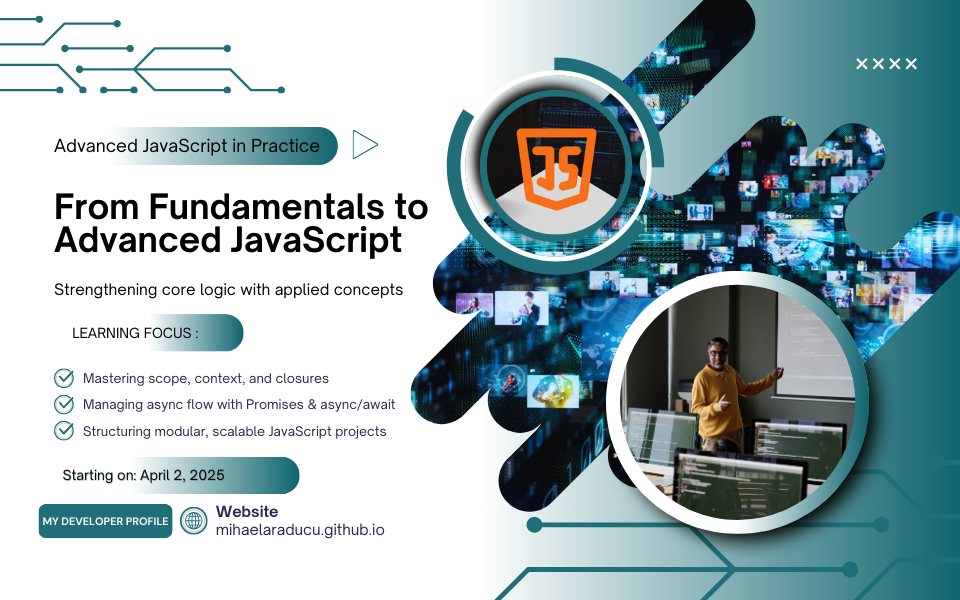 Advanced JavaScript in Practice
From Fundamentals to
Advanced JavaScript
Strengthening core logic with applied concepts
LEARNING FOCUS :
Mastering scope, context, and closures
Managing async flow with Promises & async/await
Structuring modular, scalable JavaScript projects
Starting on: April 2, 2025
MY DEVELOPER PROFILE
Website
mihaelaraducu.github.io
JS